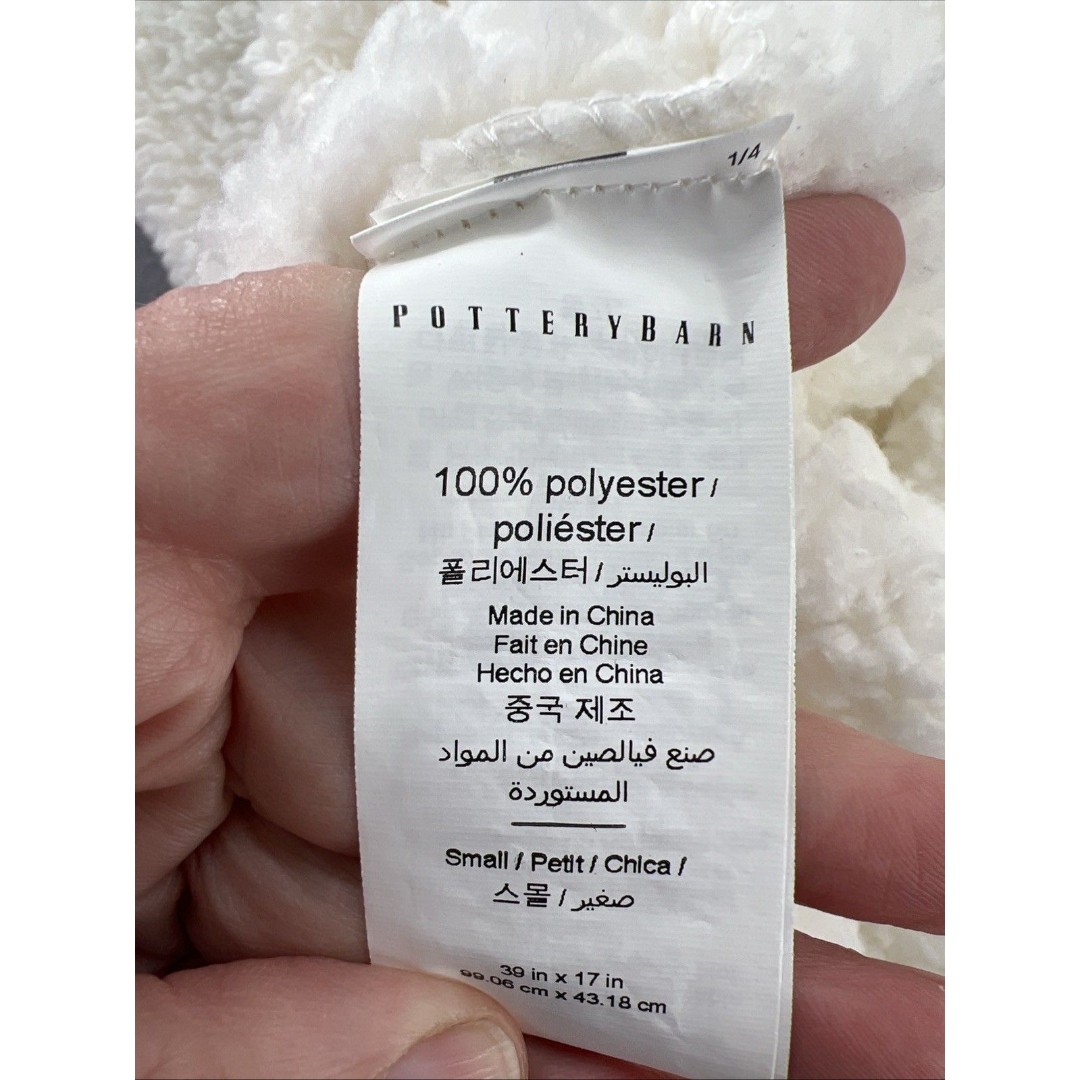 1/4
POTTERYBARN
100% polyester /
poliéster /
폴리에스터 / البوليستر
Made in China
Fait en Chine
Hecho en China
중국 제조
صنع فيالصين من المواد
المستوردة
Small / Petit / Chica /
스몰 / صغير
39 in x 17 in
99.06 cm x 43.18 cm